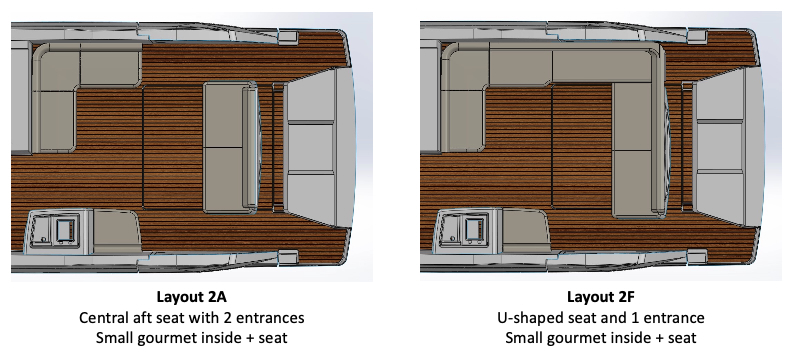 Layout 2A
Central aft seat with 2 entrances
Small gourmet inside + seat
Layout 2F
U-shaped seat and 1 entrance
Small gourmet inside + seat